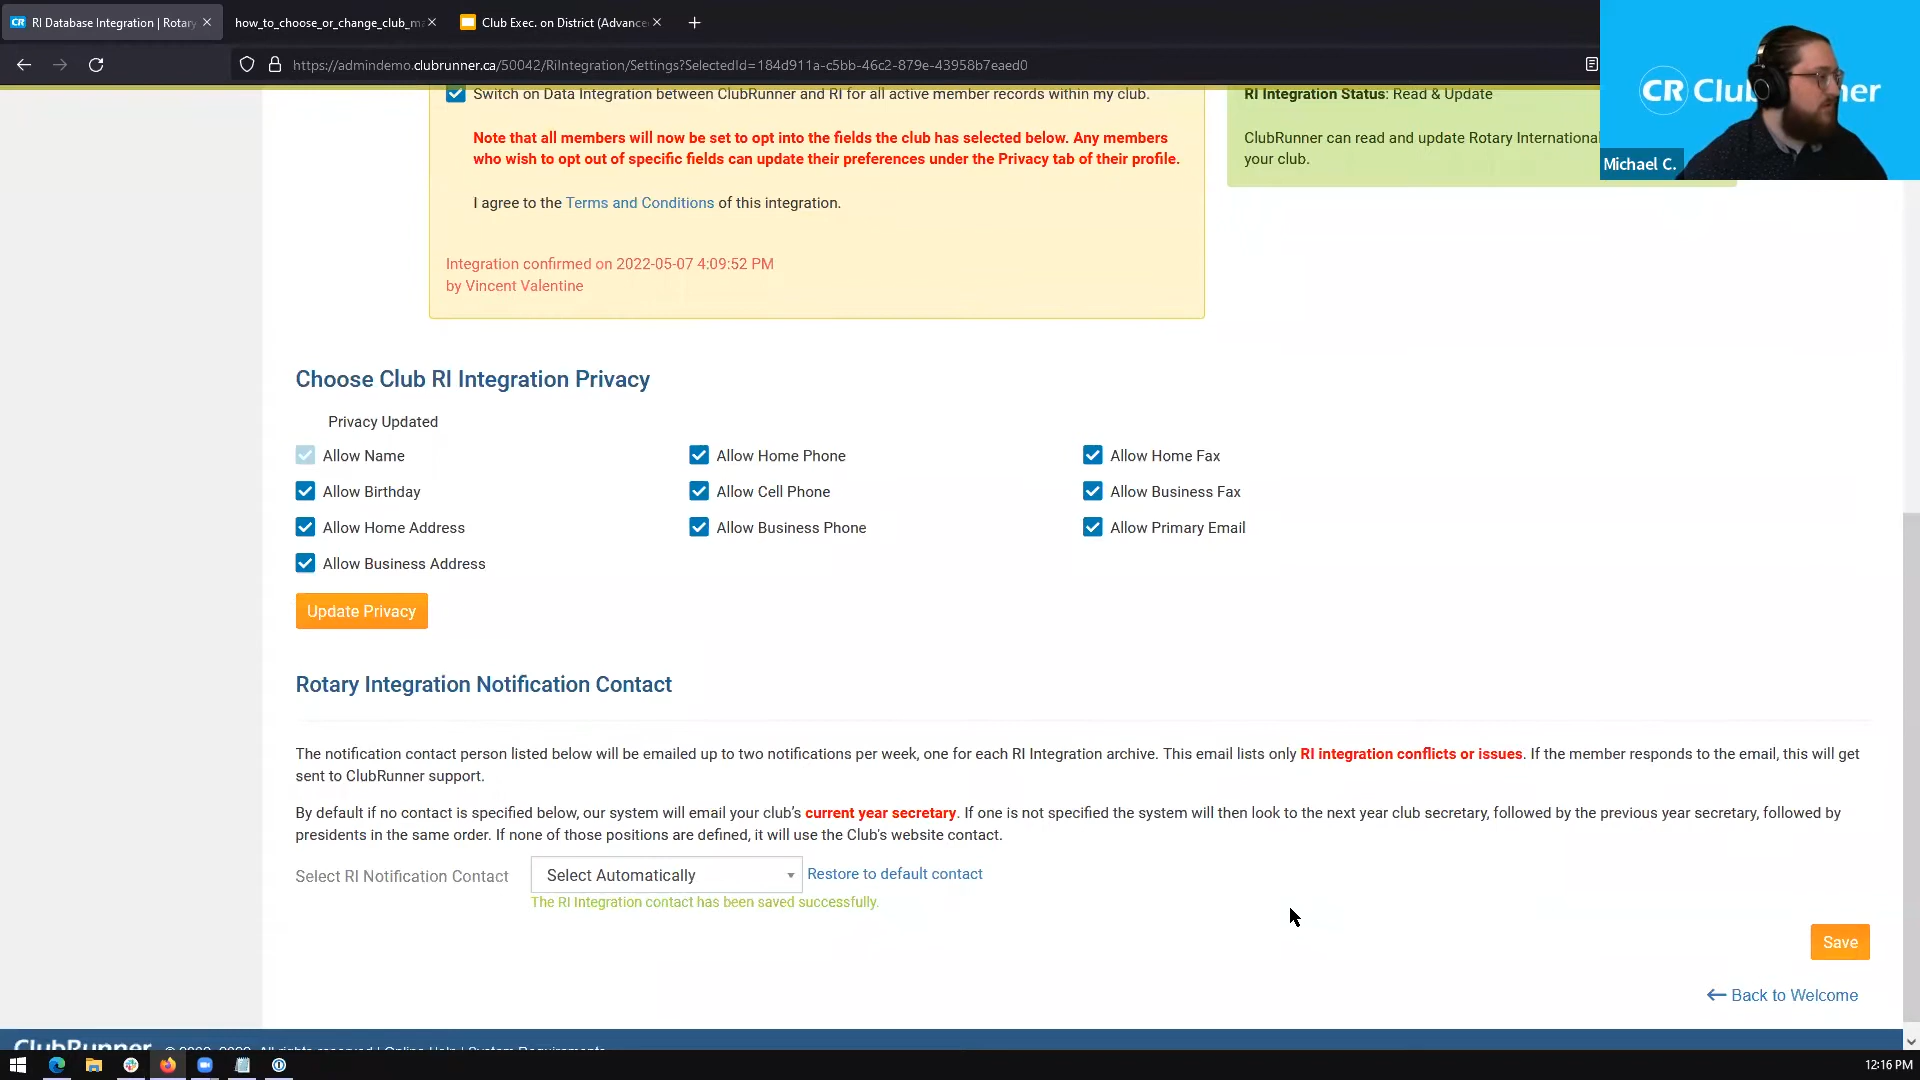 RI Database Integration | Rotary
how_to_choose_or_change_club_m
Club Exec. on District (Advance
https://admindemo.clubrunner.ca/50042/RiIntegration/Settings?SelectedId=184d911a-c5bb-46c2-879e-43958b7eaed0
Switch on Data Integration between ClubRunner and RI for all active member records within my club.
Note that all members will now be set to opt into the fields the club has selected below. Any members
who wish to opt out of specific fields can update their preferences under the Privacy tab of their profile.
I agree to the Terms and Conditions of this integration.
Integration confirmed on 2022-05-07 4:09:52 PM
by Vincent Valentine
RI Integration Status: Read & Update
ClubRunner can read and update Rotary International
your club.
CR Clu ner
Michael C.
Choose Club RI Integration Privacy
Privacy Updated
Allow Name
Allow Home Phone
Allow Home Fax
Allow Birthday
Allow Cell Phone
Allow Business Fax
Allow Home Address
Allow Business Phone
Allow Primary Email
Allow Business Address
Update Privacy
Rotary Integration Notification Contact
The notification contact person listed below will be emailed up to two notifications per week, one for each RI Integration archive. This email lists only RI integration conflicts or issues. If the member responds to the email, this will get
sent to ClubRunner support.
By default if no contact is specified below, our system will email your club's current year secretary. If one is not specified the system will then look to the next year club secretary, followed by the previous year secretary, followed by
presidents in the same order. If none of those positions are defined, it will use the Club's website contact.
Select RI Notification Contact
Select Automatically
Restore to default contact
The RI Integration contact has been saved successfully.
Save
Back to Welcome
ClubRunner
All rights reserved | Online Help | System Requirements
12:16 PM